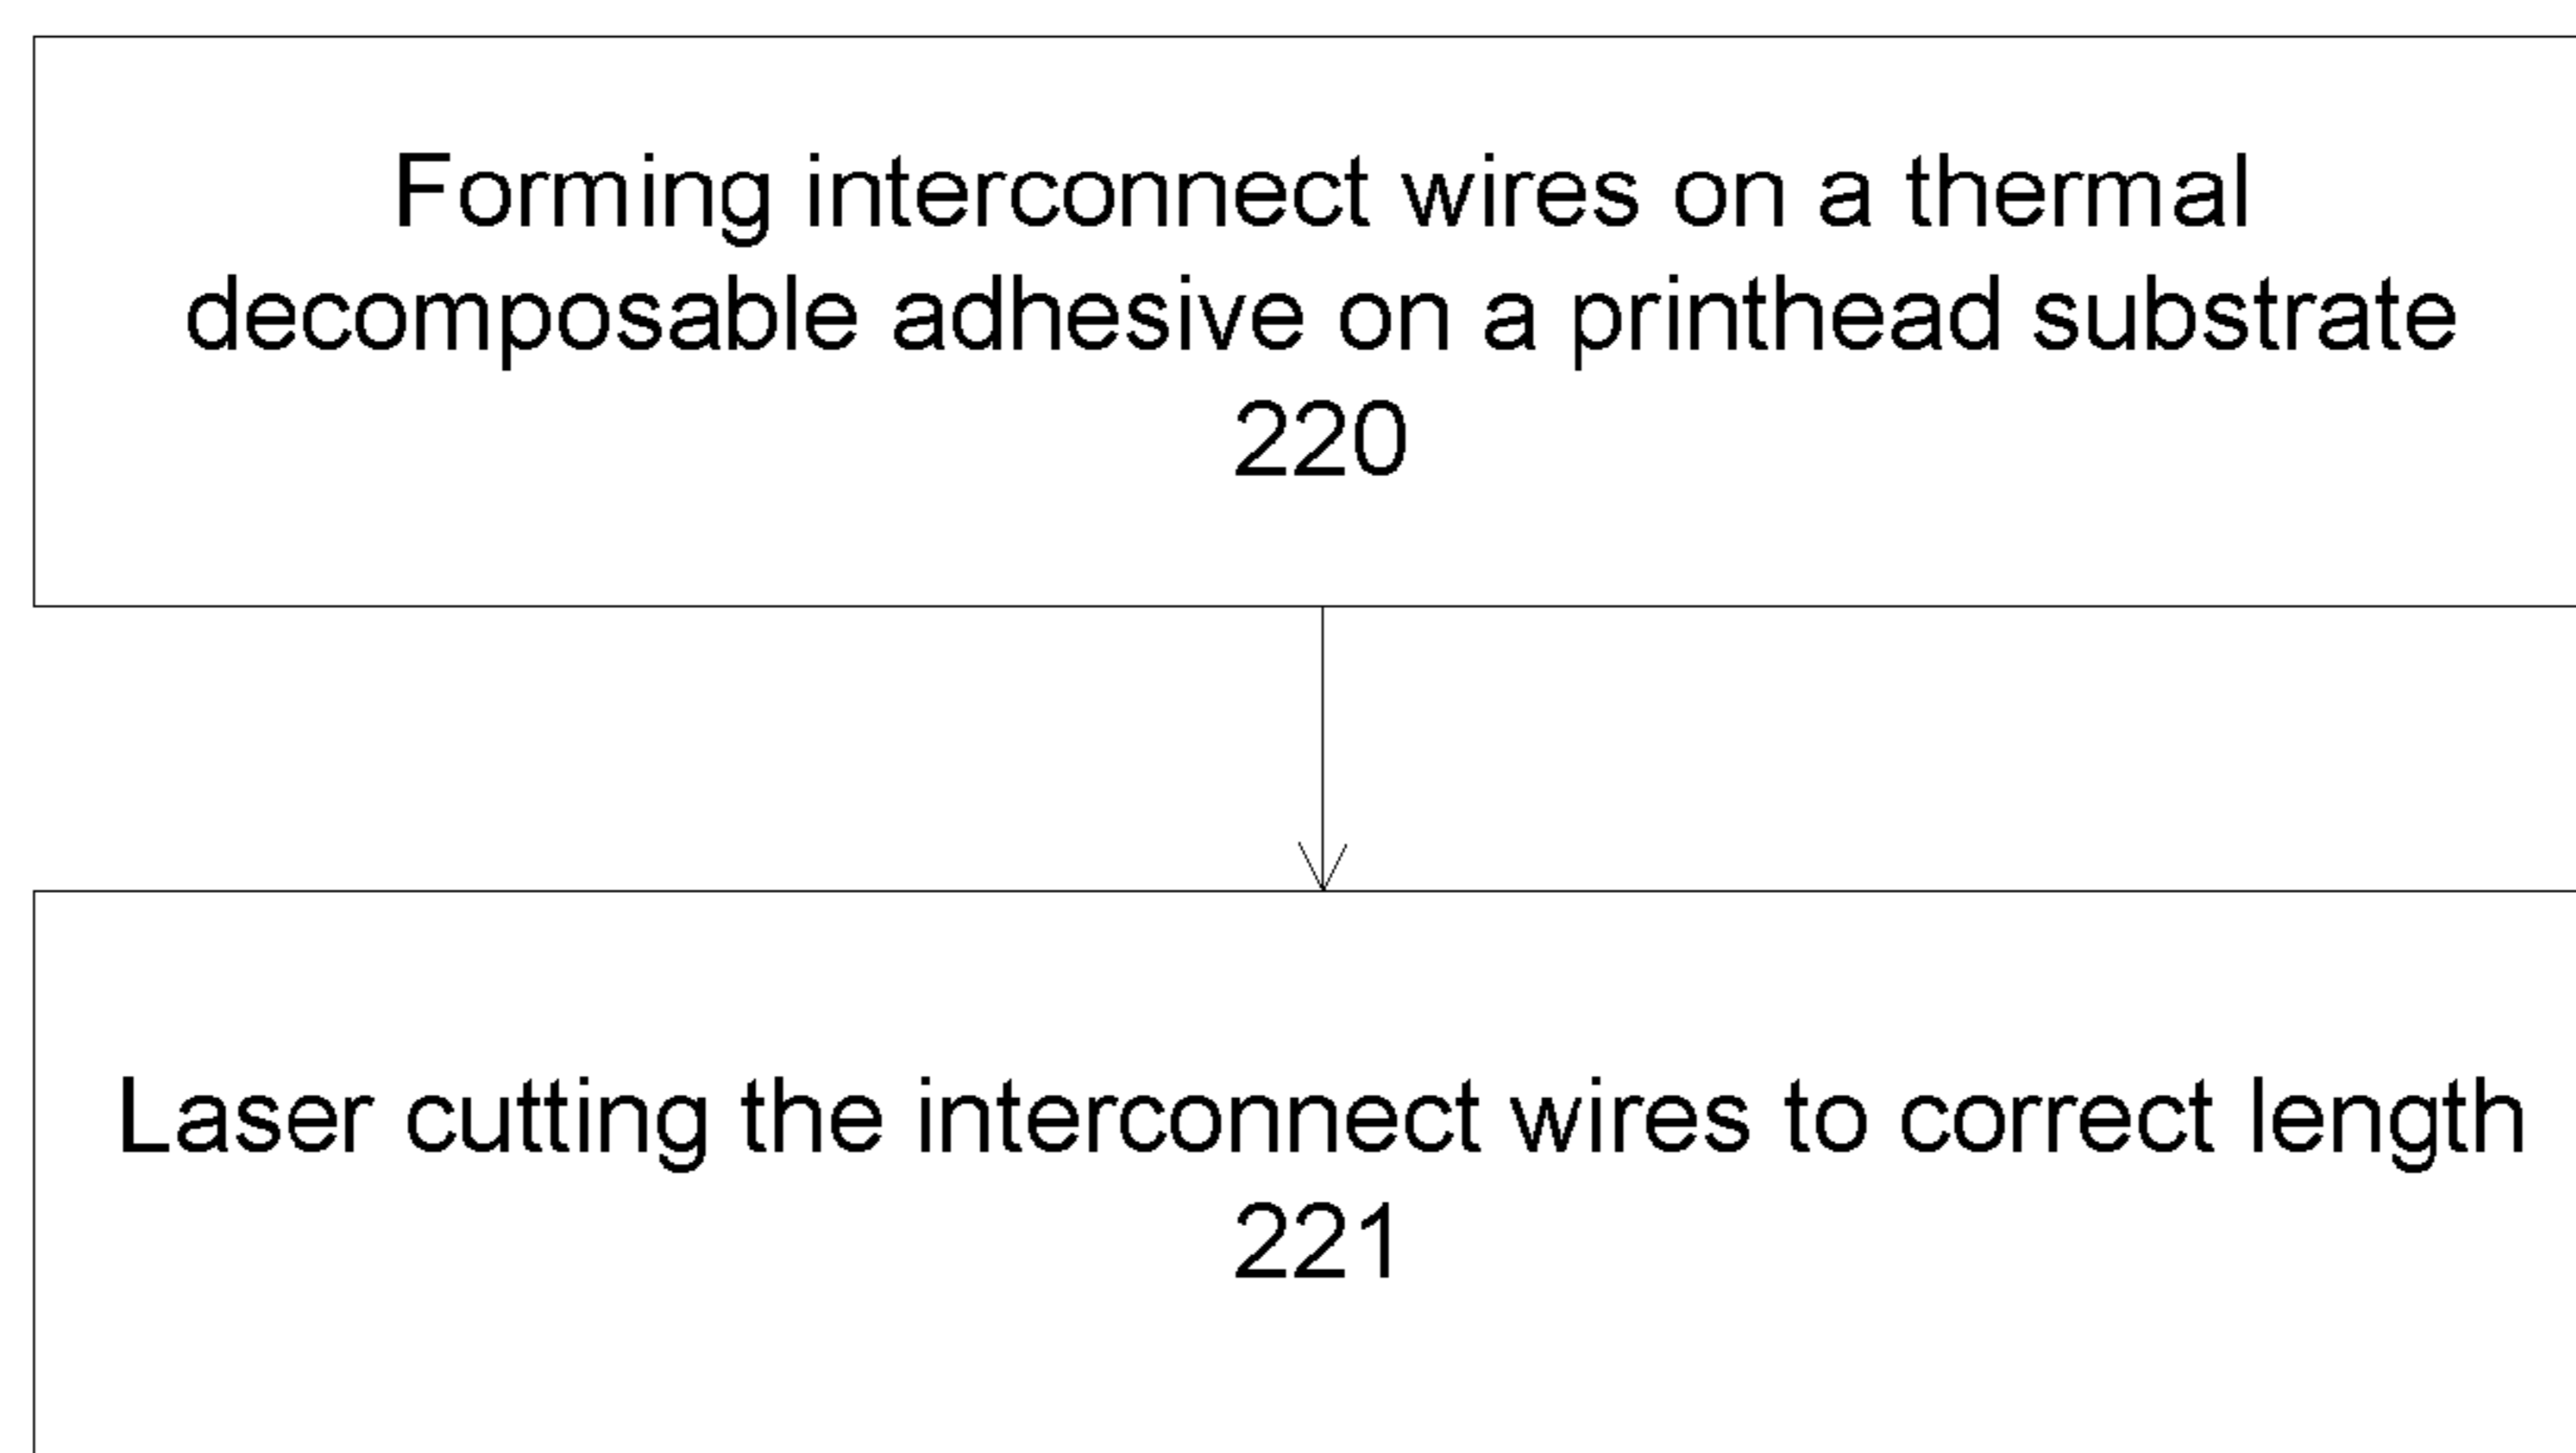 Forming interconnect wires on a thermal
decomposable adhesive on a printhead substrate
220
Laser cutting the interconnect wires to correct length
221